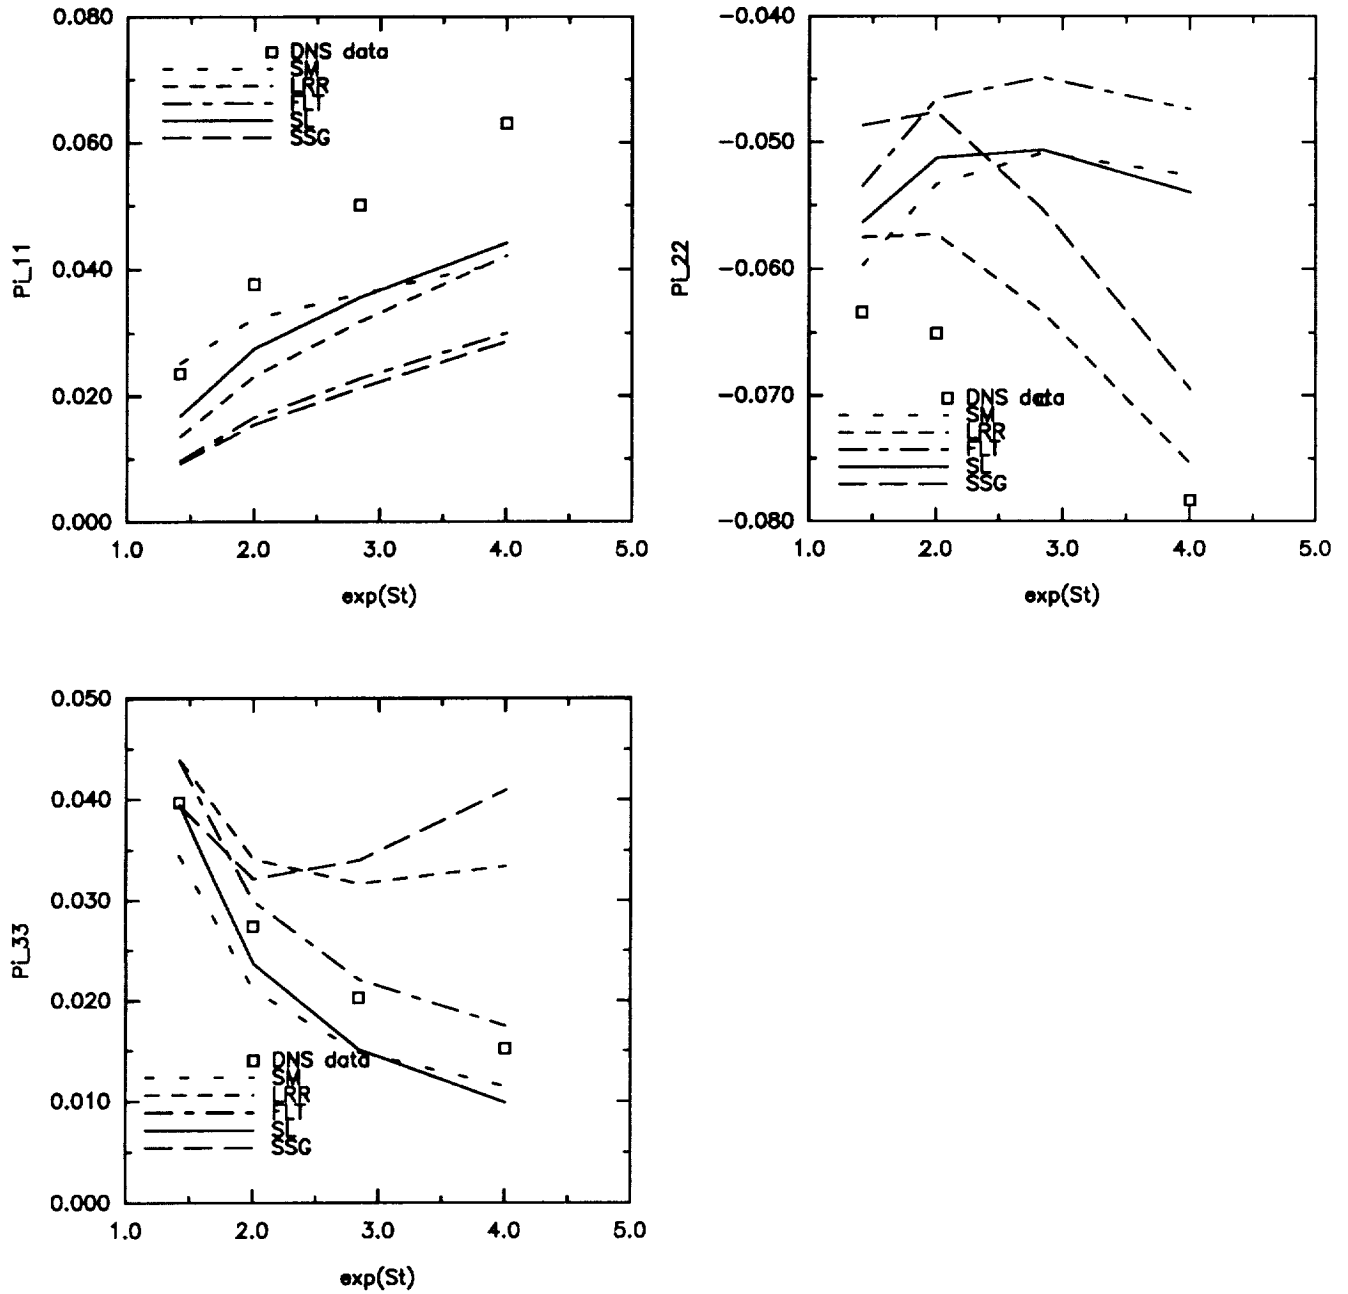 0.080
DNS data
SM
LRR
FLT
SL
SSG
0.060
0.040
0.020
0.000
Pi_11
1.0 2.0 3.0 4.0 5.0
exp(St)
-0.040
-0.050
-0.060
-0.070
-0.080
Pi_22
DNS data
SM
LRR
FLT
SL
SSG
1.0 2.0 3.0 4.0 5.0
exp(St)
0.050
0.040
0.030
0.020
0.010
0.000
Pi_33
DNS data
SM
LRR
FLT
SL
SSG
1.0 2.0 3.0 4.0 5.0
exp(St)